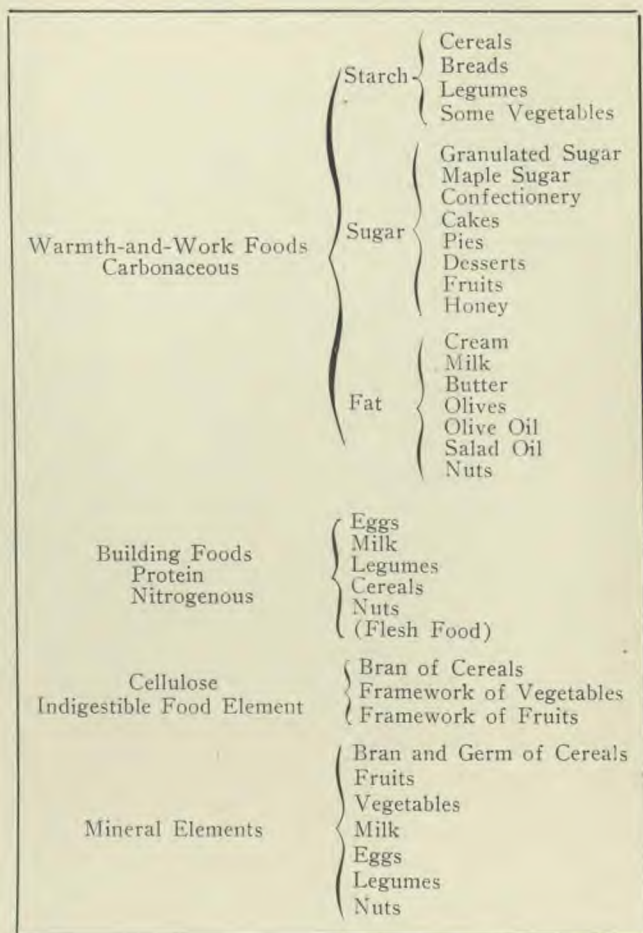 Starch
Cereals
Breads
Legumes
Some Vegetables
Warmth-and-Work Foods
Carbonaceous
Sugar
Granulated Sugar
Maple Sugar
Confectionery
Cakes
Pies
Desserts
Fruits
Honey
Fat
Cream
Milk
Butter
Olives
Olive Oil
Salad Oil
Nuts
Building Foods
Protein
Nitrogenous
Eggs
Milk
Legumes
Cereals
Nuts
(Flesh Food)
Cellulose
Indigestible Food Element
Bran of Cereals
Framework of Vegetables
Framework of Fruits
Mineral Elements
Bran and Germ of Cereals
Fruits
Vegetables
Milk
Eggs
Legumes
Nuts